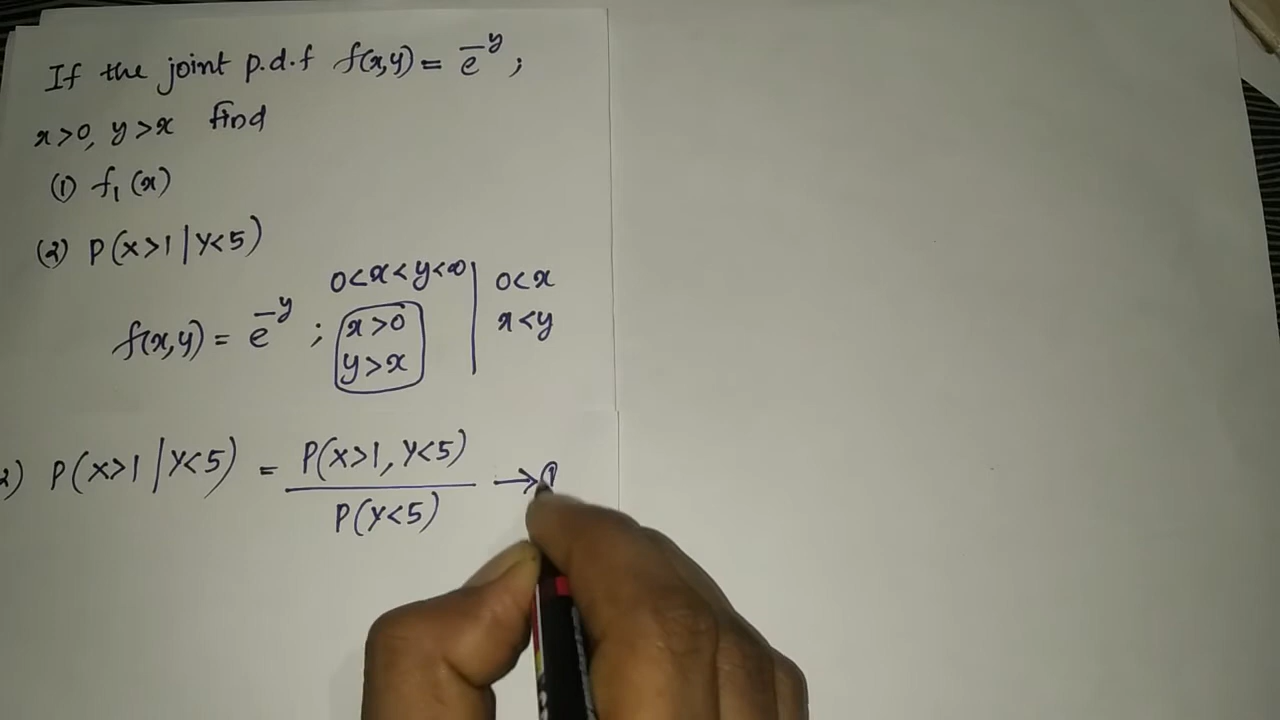 If the joint p.d.f f(x,y) = e^-y ;
x>0, y>x find
(1) f₁(x)
(2) P(X>1 | Y<5)
0<x<y<∞ | 0<x
f(x,y) = e^-y ; x>0 | x<y
y>x
2) P(X>1 | Y<5) = P(X>1, Y<5) → ①
P(Y<5)